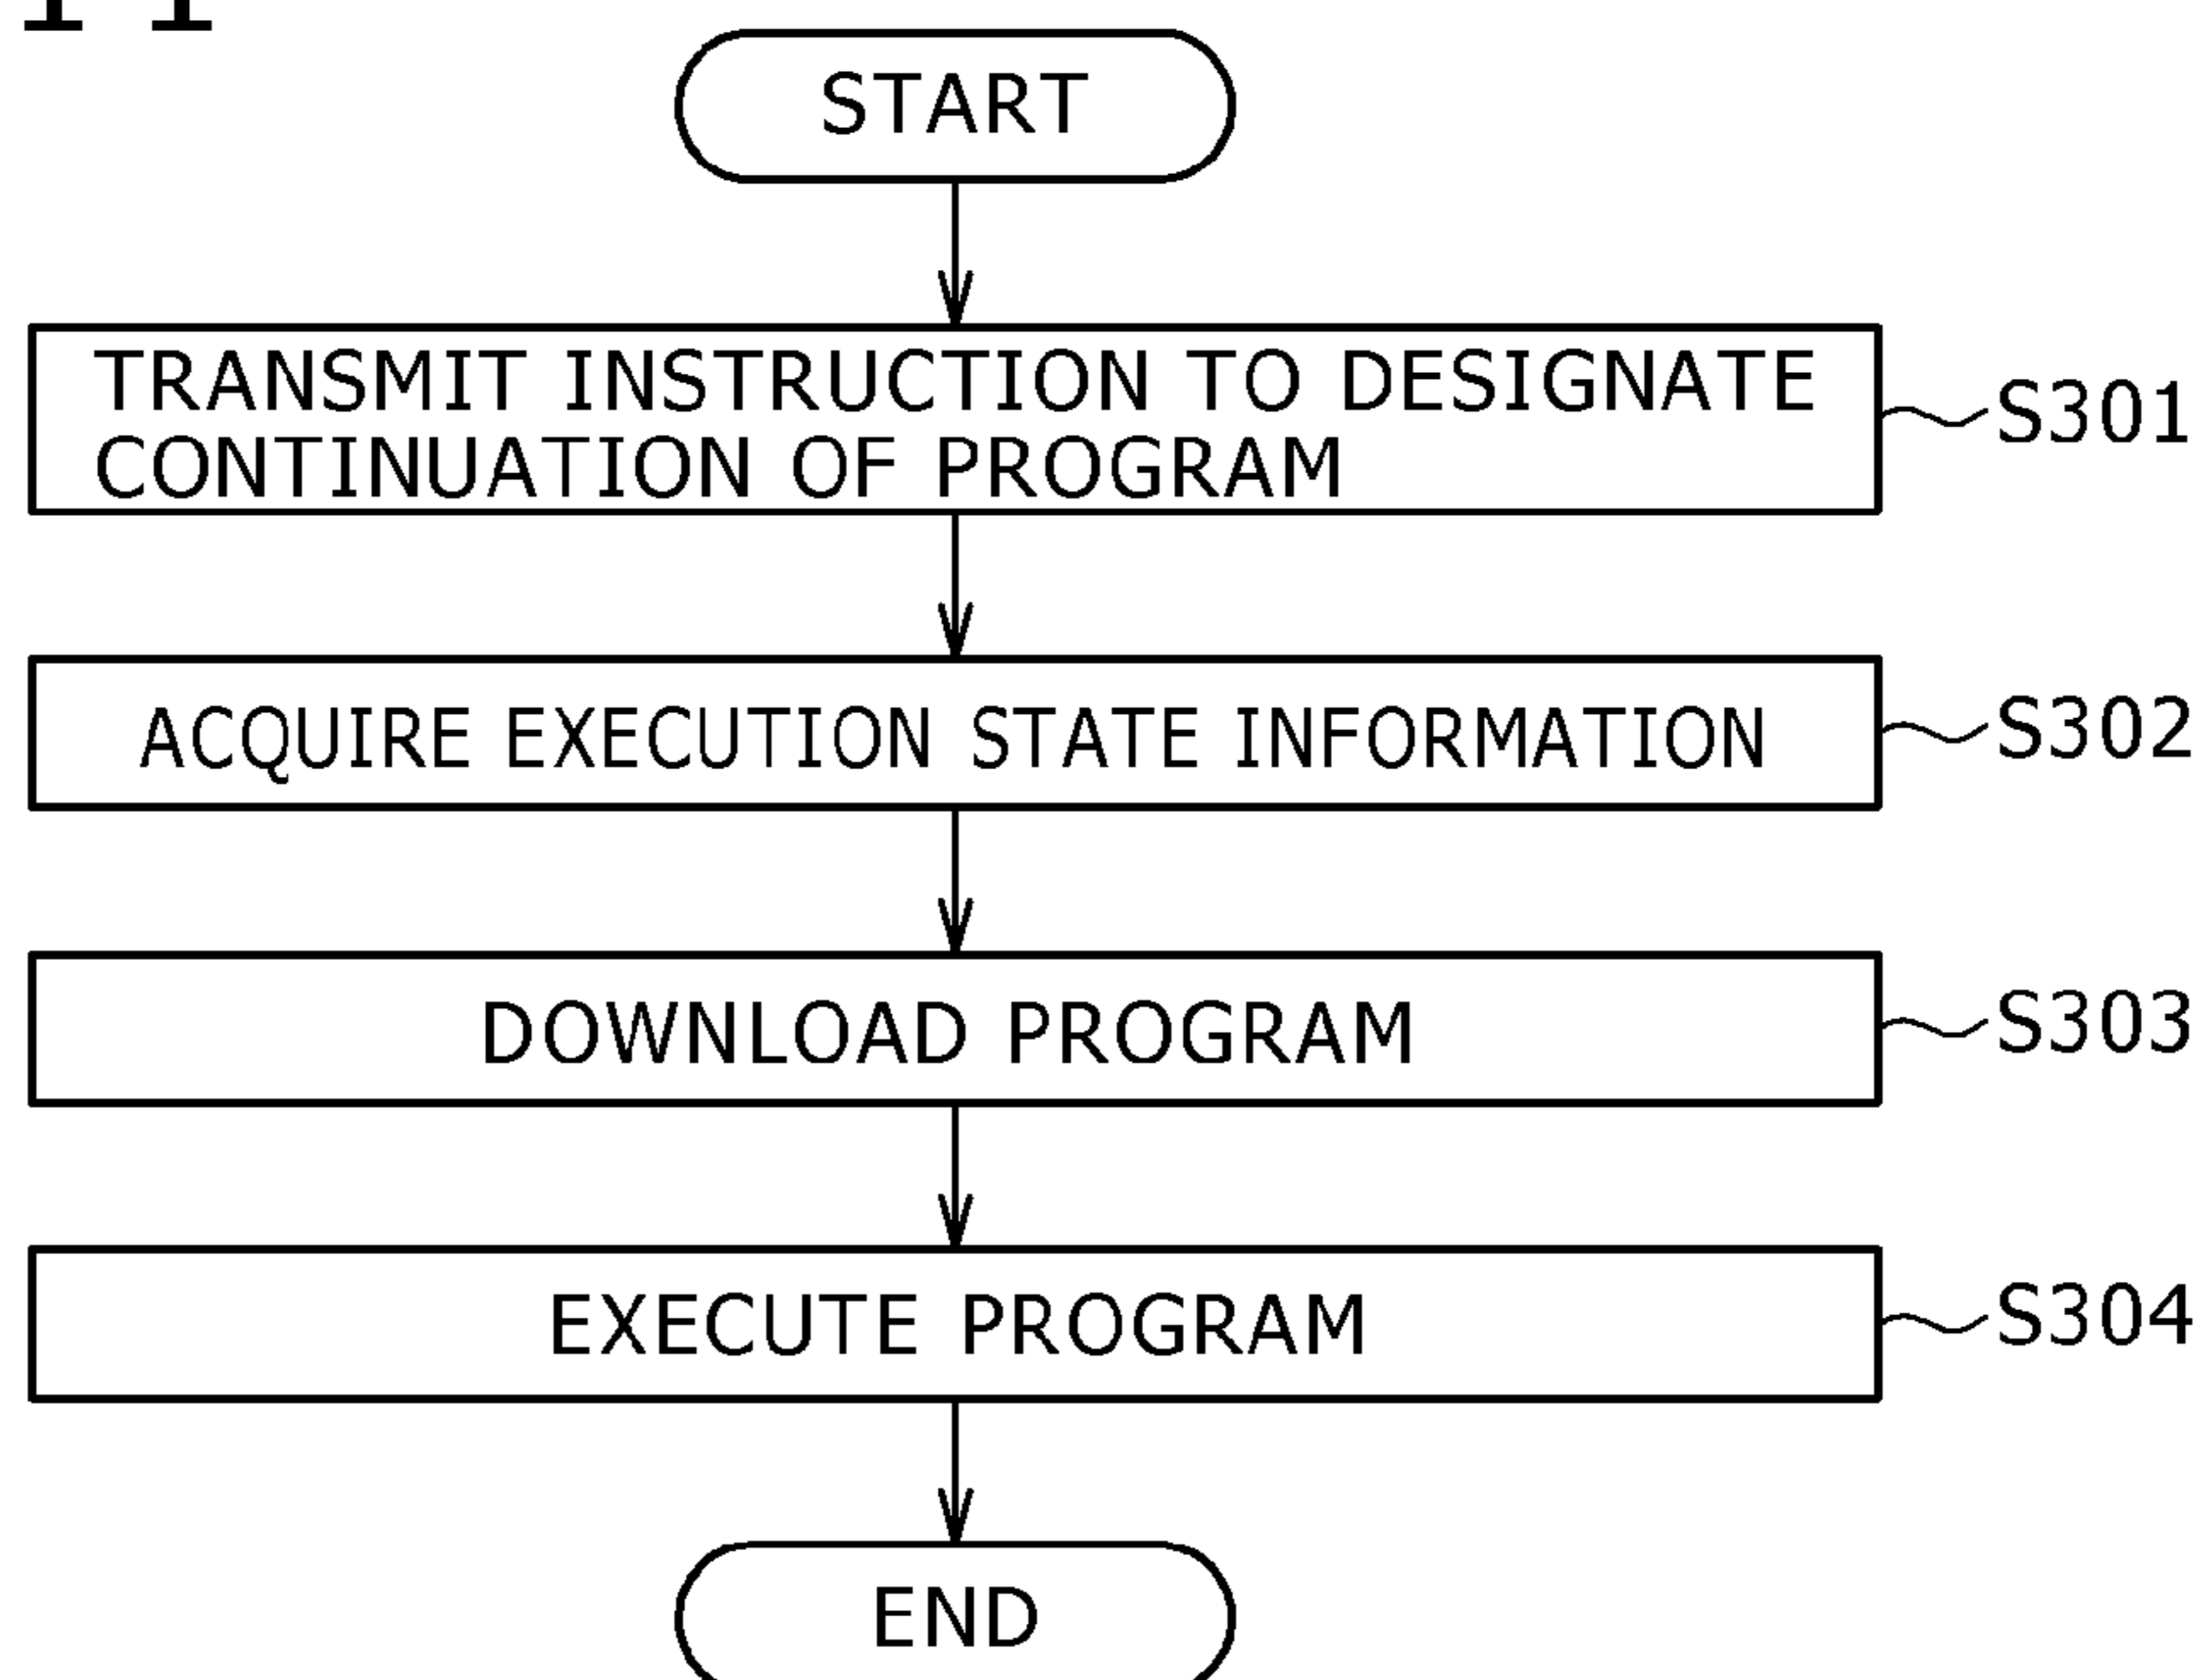 START
TRANSMIT INSTRUCTION TO DESIGNATE
CONTINUATION OF PROGRAM
S301
ACQUIRE EXECUTION STATE INFORMATION
S302
DOWNLOAD PROGRAM
S303
EXECUTE PROGRAM
S304
END